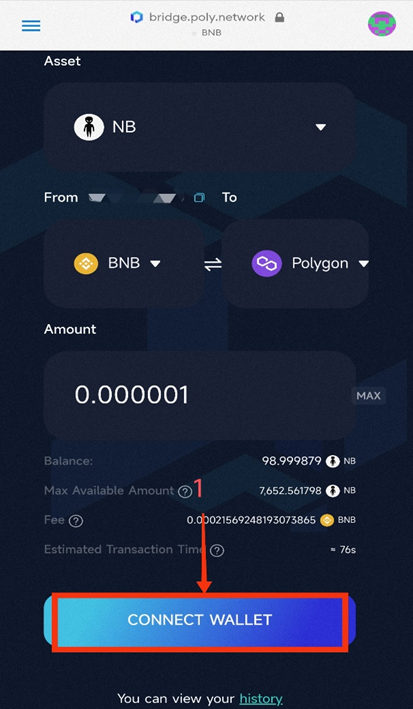 bridge.poly.network
BNB
Asset
NB
From To
BNB Polygon
Amount
0.000001
MAX
Balance: 98.999879 NB
Max Available Amount ? 7,652.561798 NB
1
Fee ? 0.00021569248193073865 BNB
Estimated Transaction Time ? ≈ 76s
CONNECT WALLET
You can view your history